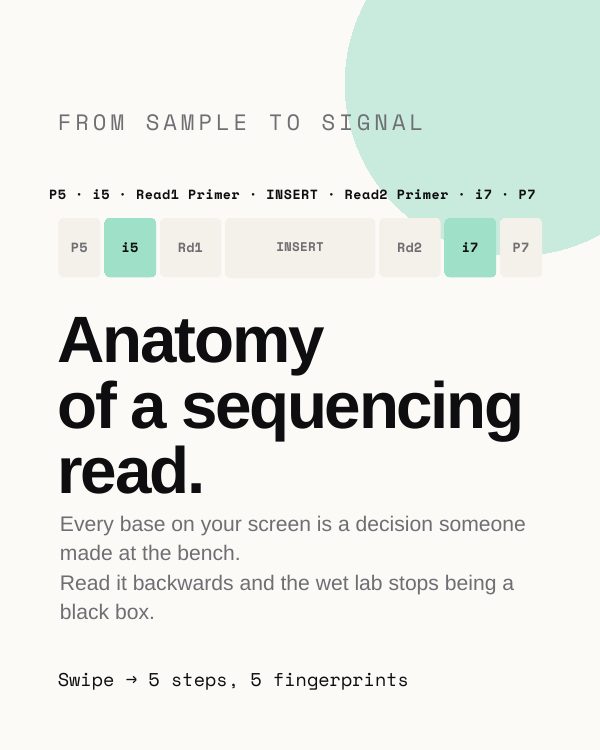 FROM SAMPLE TO SIGNAL
P5 · i5 · Read1 Primer · INSERT · Read2 Primer · i7 · P7
P5 i5 Rd1 INSERT Rd2 i7 P7
Anatomy
of a sequencing
read.
Every base on your screen is a decision someone
made at the bench.
Read it backwards and the wet lab stops being a
black box.
Swipe → 5 steps, 5 fingerprints